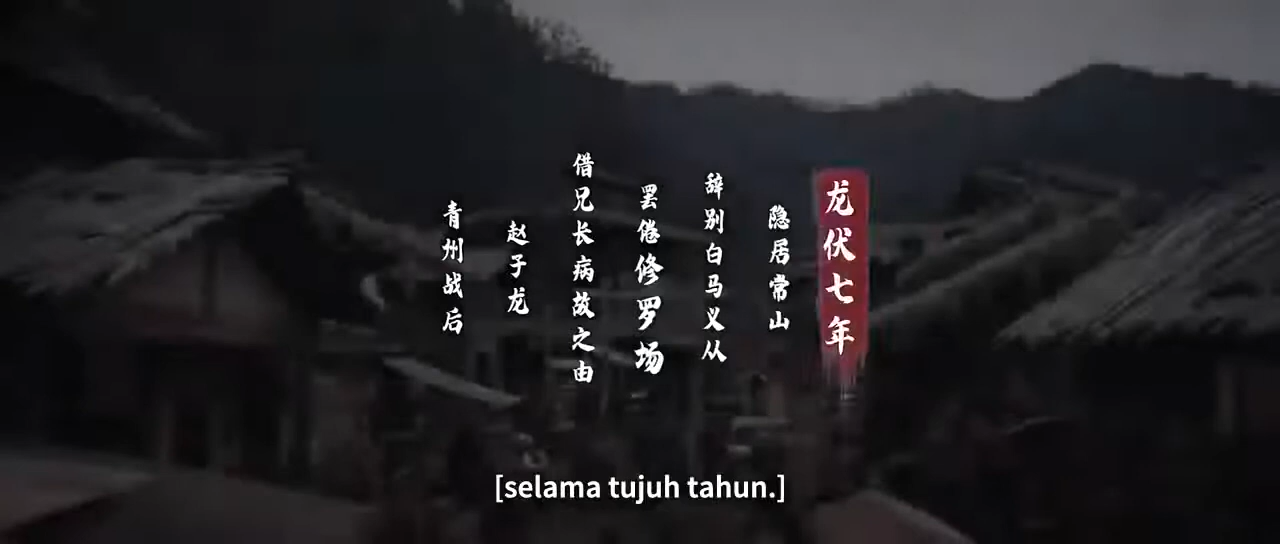 青州战后
赵子龙
借兄长病故之由
罢倦修罗场
辞别白马义从
隐居常山
龙伏七年
[selama tujuh tahun.]